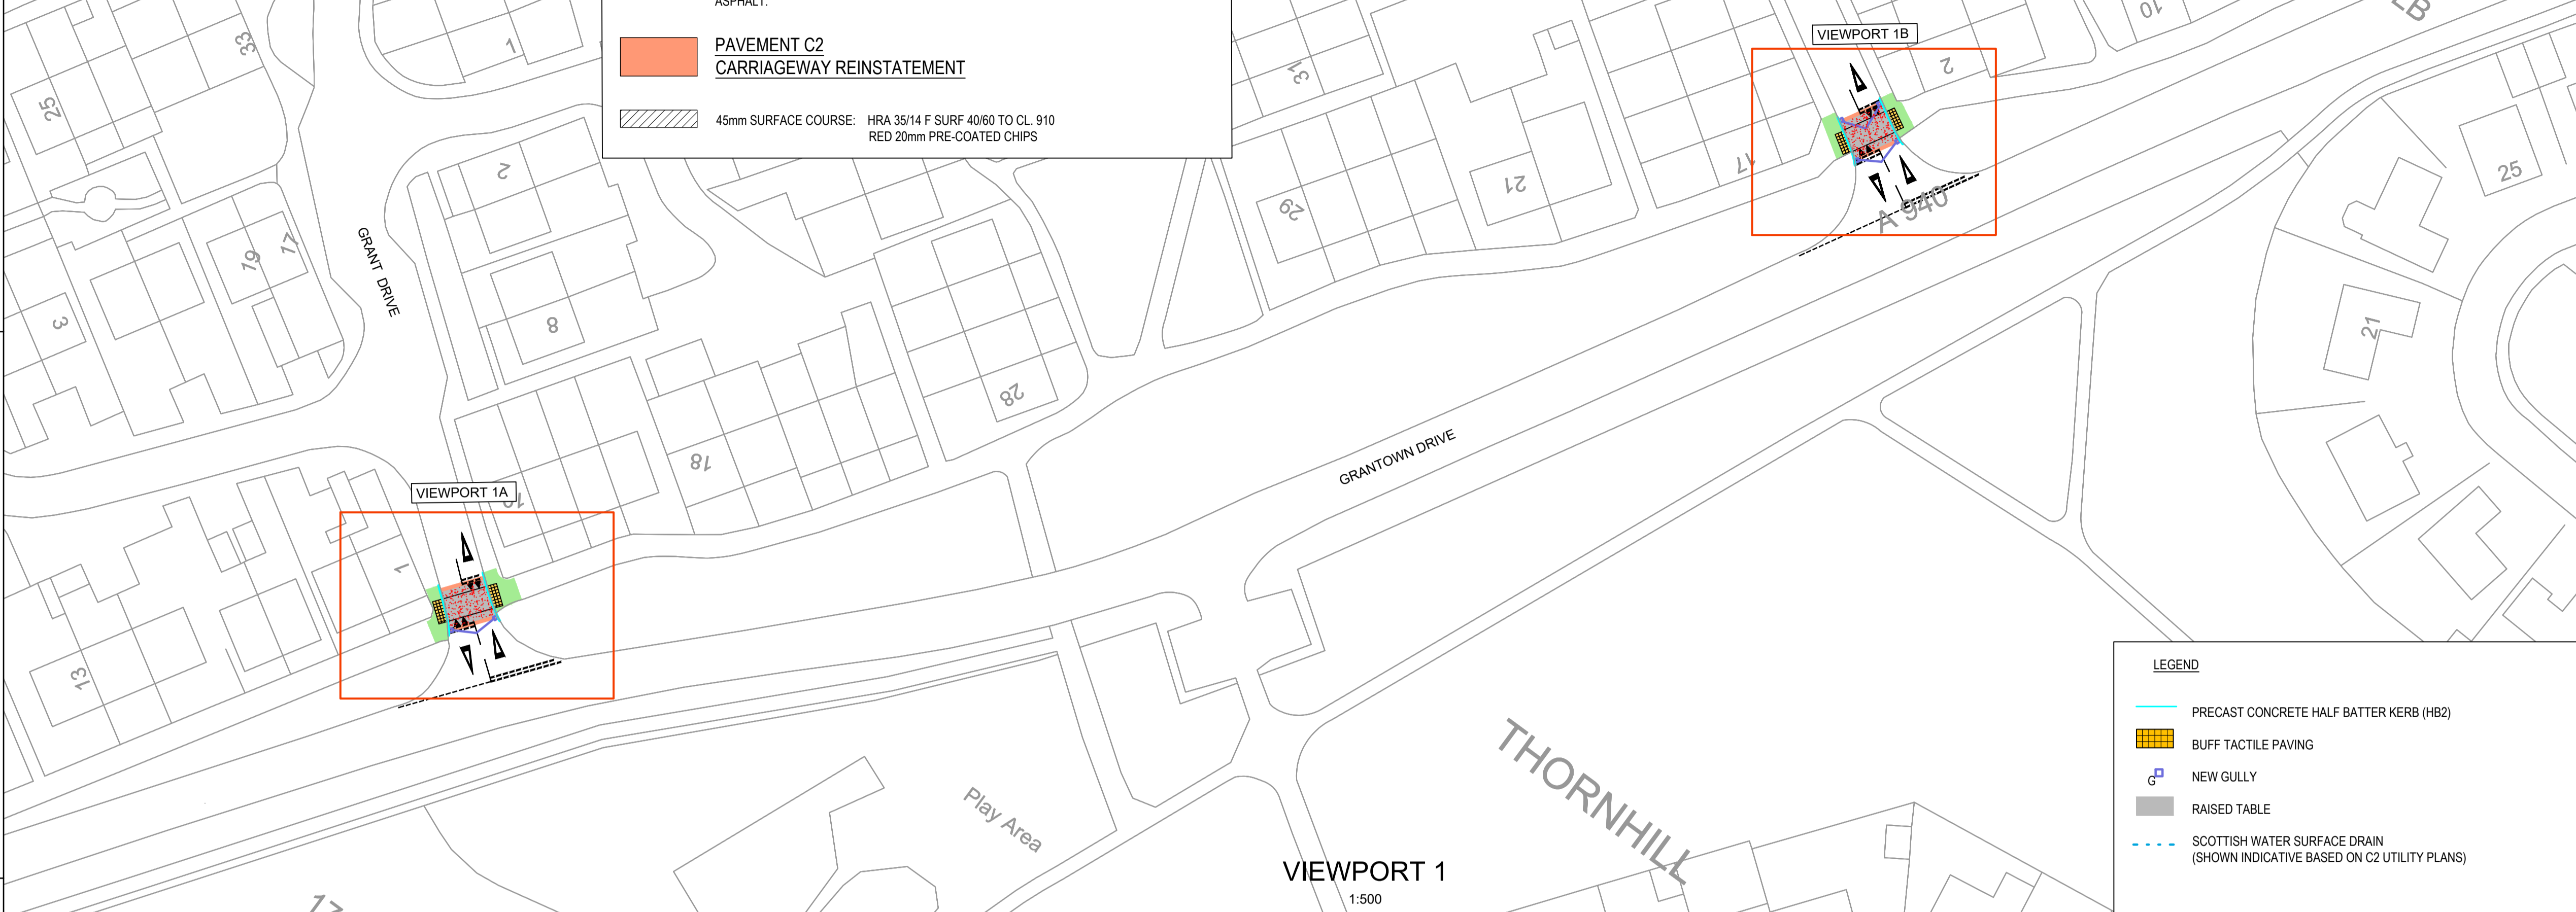 ASPHALT.
PAVEMENT C2
CARRIAGEWAY REINSTATEMENT
45mm SURFACE COURSE: HRA 35/14 F SURF 40/60 TO CL. 910
RED 20mm PRE-COATED CHIPS
VIEWPORT 1B
10
33
1
31
2
25
2
17
25
21
29
A 940
19
17
GRANT DRIVE
3
8
21
28
GRANTOWN DRIVE
18
VIEWPORT 1A
1
13
Play Area
THORNHILL
VIEWPORT 1
1:500
LEGEND
PRECAST CONCRETE HALF BATTER KERB (HB2)
BUFF TACTILE PAVING
G
NEW GULLY
RAISED TABLE
SCOTTISH WATER SURFACE DRAIN
(SHOWN INDICATIVE BASED ON C2 UTILITY PLANS)